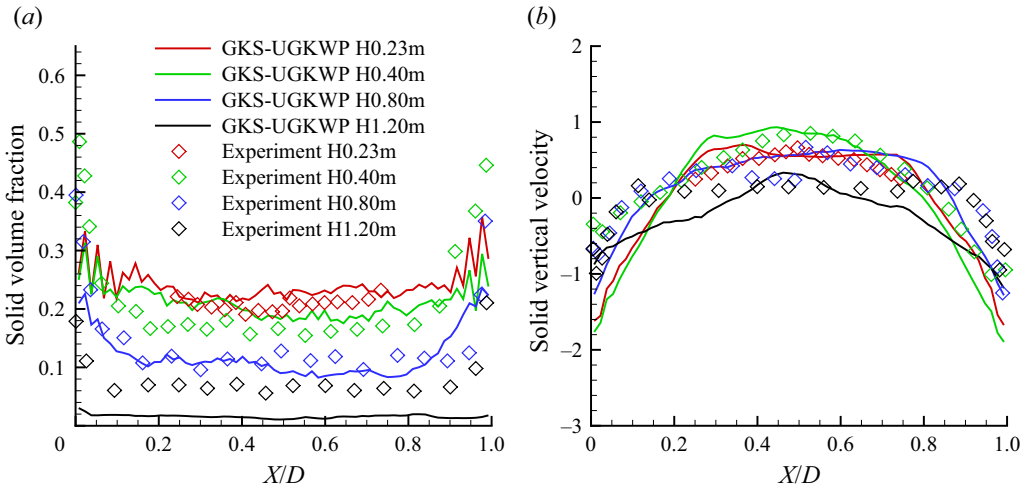 (a)
(b)
0.6
0.5
0.4
0.3
0.2
0.1
0
0.2
0.4
0.6
0.8
1.0
X/D
Solid volume fraction
GKS-UGKWP H0.23m
GKS-UGKWP H0.40m
GKS-UGKWP H0.80m
GKS-UGKWP H1.20m
Experiment H0.23m
Experiment H0.40m
Experiment H0.80m
Experiment H1.20m
2
1
0
–1
–2
–3
0
0.2
0.4
0.6
0.8
1.0
X/D
Solid vertical velocity